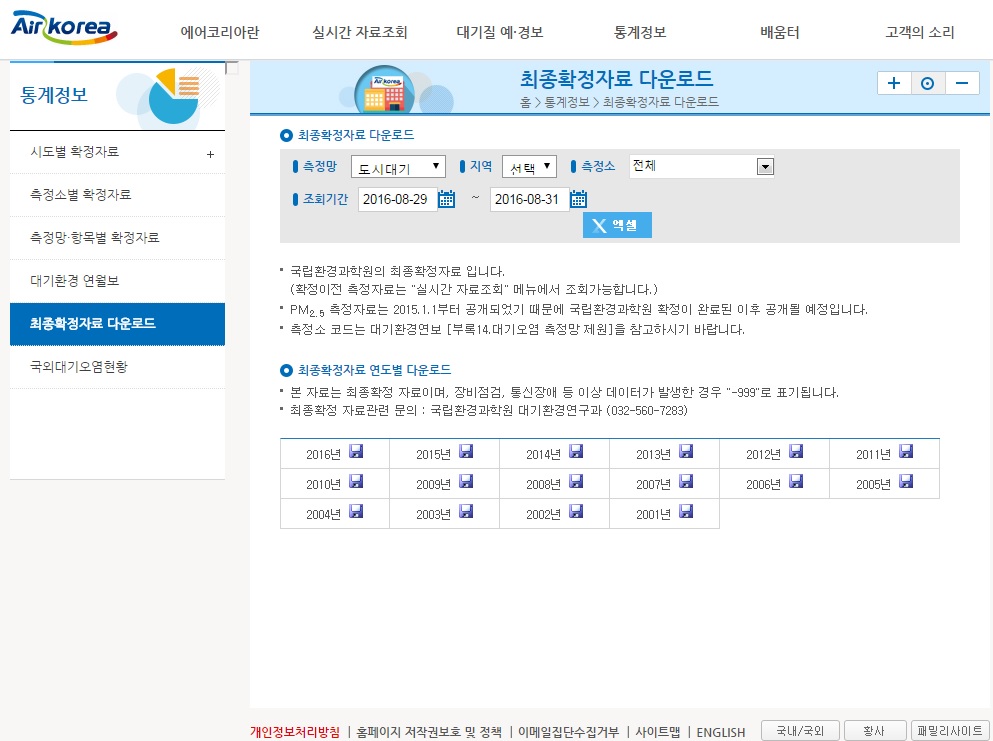 Airkorea
에어코리아란 실시간 자료조회 대기질 예·경보 통계정보 배움터 고객의 소리
통계정보
시도별 확정자료 +
측정소별 확정자료
측정망·항목별 확정자료
대기환경 연월보
최종확정자료 다운로드
국외대기오염현황
Airkorea
최종확정자료 다운로드
홈 > 통계정보 > 최종확정자료 다운로드
최종확정자료 다운로드
측정망 도시대기 지역 선택 측정소 전체
조회기간 2016-08-29 ~ 2016-08-31
엑셀
국립환경과학원의 최종확정자료 입니다.
(확정이전 측정자료는 "실시간 자료조회" 메뉴에서 조회가능합니다.)
PM2.5 측정자료는 2015.1.1부터 공개되었기 때문에 국립환경과학원 확정이 완료된 이후 공개될 예정입니다.
측정소 코드는 대기환경연보 [부록14.대기오염 측정망 제원]을 참고하시기 바랍니다.
최종확정자료 연도별 다운로드
본 자료는 최종확정 자료이며, 장비점검, 통신장애 등 이상 데이터가 발생한 경우 "-999"로 표기됩니다.
최종확정 자료관련 문의 : 국립환경과학원 대기환경연구과 (032-560-7283)
2016년 2015년 2014년 2013년 2012년 2011년
2010년 2009년 2008년 2007년 2006년 2005년
2004년 2003년 2002년 2001년
개인정보처리방침 | 홈페이지 저작권보호 및 정책 | 이메일집단수집거부 | 사이트맵 | ENGLISH 국내/국외 황사 패밀리사이트